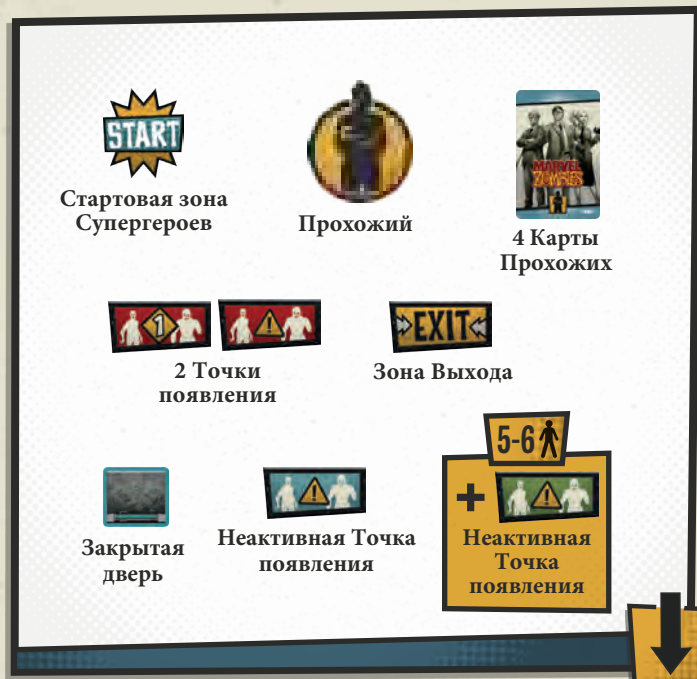 START
Стартовая зона
Супергероев
Прохожий
MARVEL
ZOMBIES
4 Карты
Прохожих
1
2 Точки
появления
EXIT
Зона Выхода
Закрытая
дверь
Неактивная Точка
появления
5-6
+
Неактивная
Точка
появления